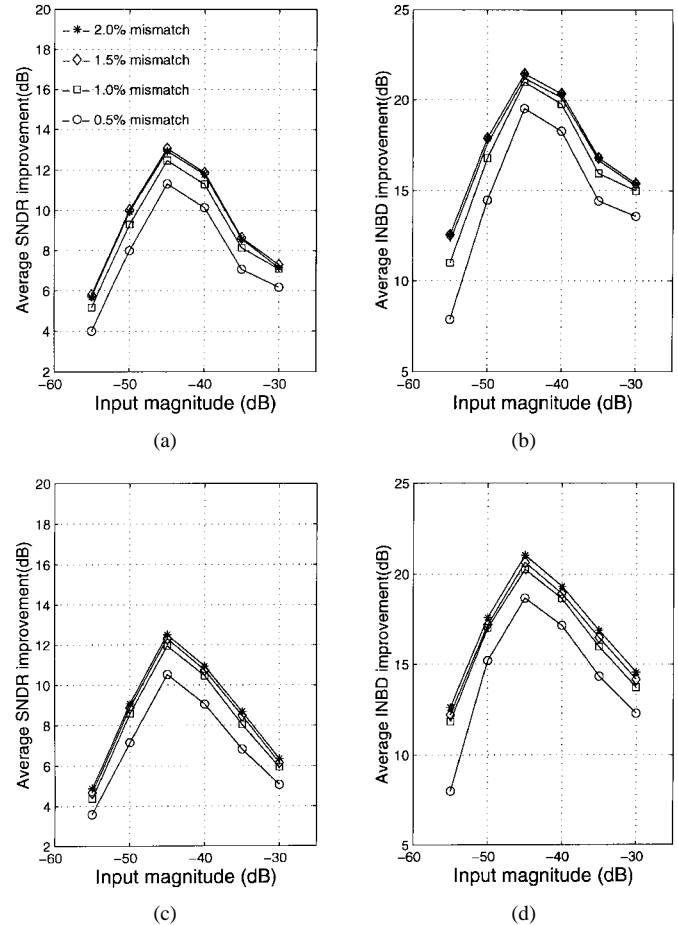 20
18
16
14
12
10
8
6
4
2
-60
-50
-40
-30
Average SNDR improvement(dB)
Input magnitude (dB)
-✳- 2.0% mismatch
-◇- 1.5% mismatch
-□- 1.0% mismatch
-○- 0.5% mismatch
(a)
25
20
15
10
5
-60
-50
-40
-30
Average INBD improvement(dB)
Input magnitude (dB)
(b)
20
18
16
14
12
10
8
6
4
2
-60
-50
-40
-30
Average SNDR improvement(dB)
Input magnitude (dB)
(c)
25
20
15
10
5
-60
-50
-40
-30
Average INBD improvement(dB)
Input magnitude (dB)
(d)